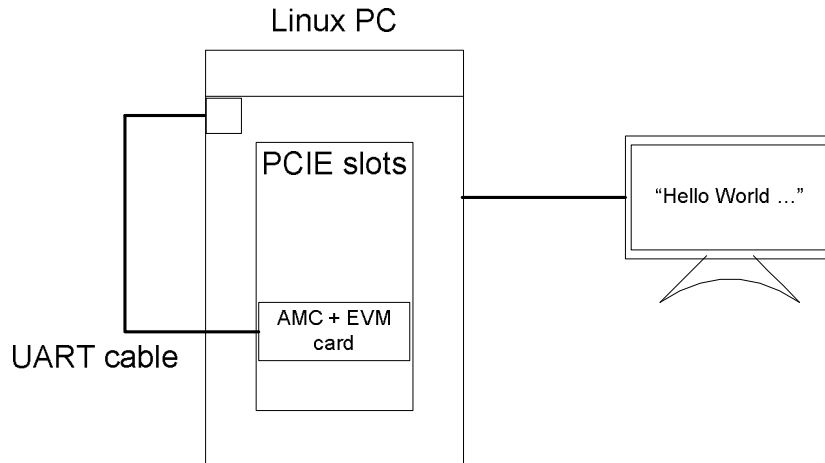 Linux PC
PCIE slots
“Hello World …”
AMC + EVM
card
UART cable